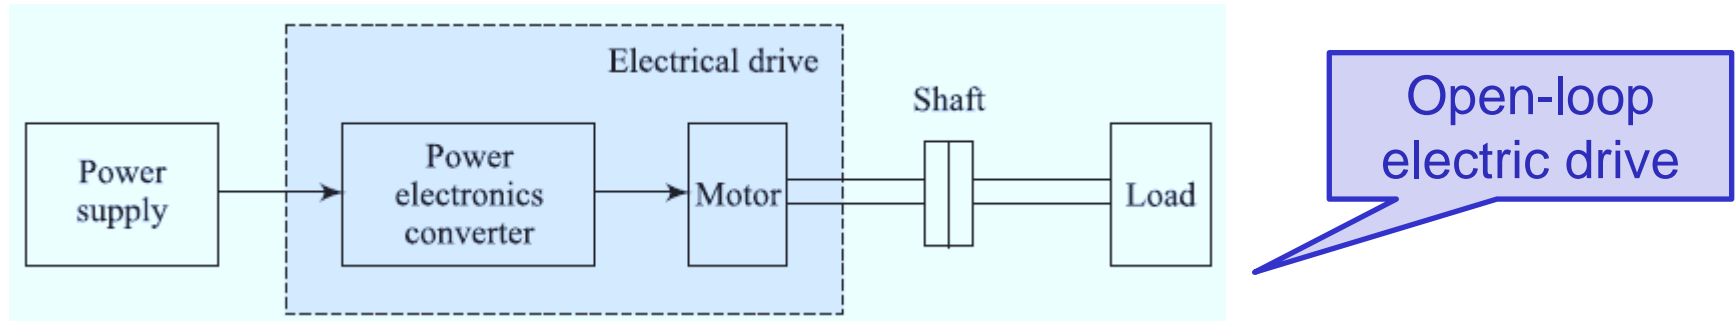 Electrical drive
Shaft
Power
supply
Power
electronics
converter
Motor
Load
Open-loop
electric drive